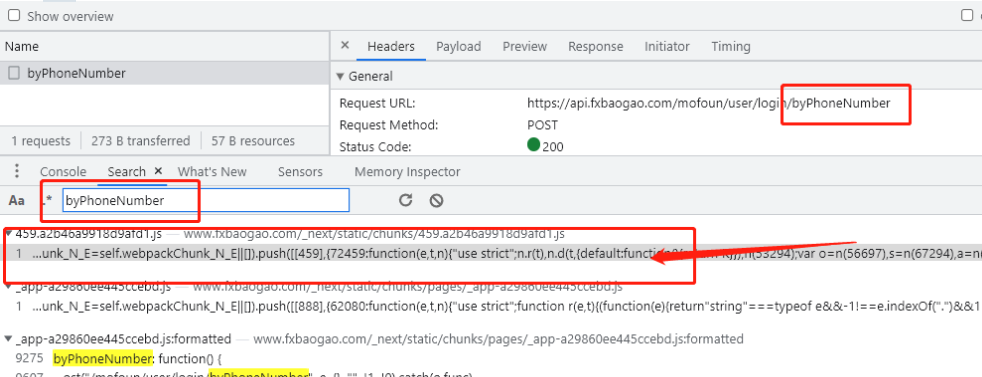 Show overview
Name
× Headers Payload Preview Response Initiator Timing
byPhoneNumber
General
Request URL: https://api.fxbaogao.com/mofoun/user/login/byPhoneNumber
Request Method: POST
1 requests 273 B transferred 57 B resources
Status Code: 200
Console Search × What's New Sensors Memory Inspector
Aa .* byPhoneNumber
459.a2b46a9918d9afd1.js — www.fxbaogao.com/_next/static/chunks/459.a2b46a9918d9afd1.js
1 ...unk_N_E=self.webpackChunk_N_E||[]).push([[459],{72459:function(e,t,n){"use strict";n.r(t),n.d(t,{default:function(){ n(53294);var o=n(56697),s=n(67294),a=n(
_app-a29860ee445ccebd.js — www.fxbaogao.com/_next/static/chunks/pages/_app-a29860ee445ccebd.js
1 ...unk_N_E=self.webpackChunk_N_E||[]).push([[888],{62080:function(e,t,n){"use strict";function r(e,t){(function(e){return"string"===typeof e&&-1!==e.indexOf(".")&&1
_app-a29860ee445ccebd.js:formatted — www.fxbaogao.com/_next/static/chunks/pages/_app-a29860ee445ccebd.js:formatted
9275 byPhoneNumber: function() {